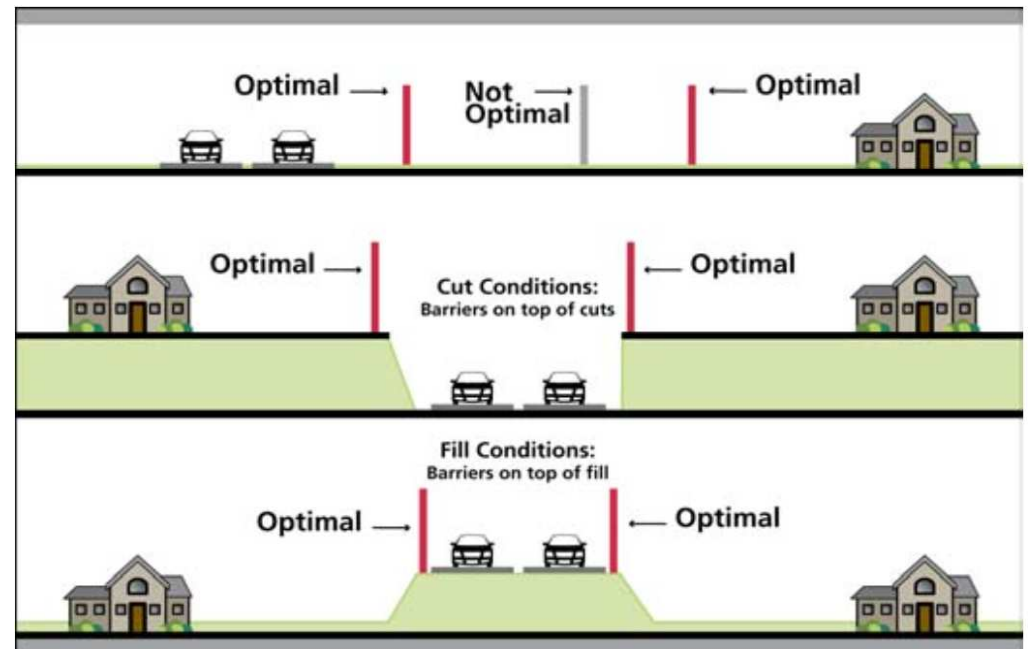 Optimal
Not
Optimal
Optimal
Optimal
Cut Conditions:
Barriers on top of cuts
Optimal
Fill Conditions:
Barriers on top of fill
Optimal
Optimal